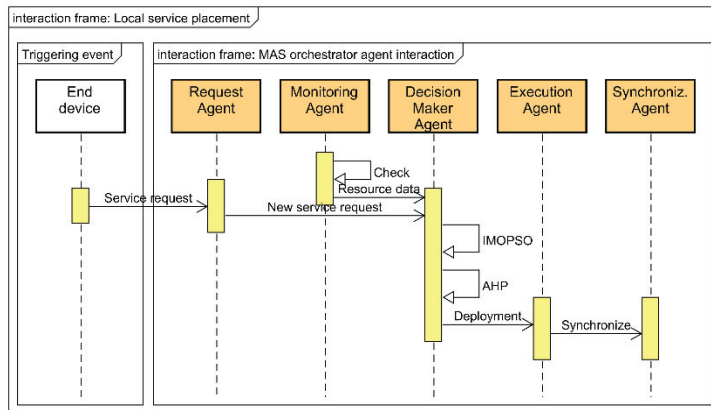 interaction frame: Local service placement
Triggering event
interaction frame: MAS orchestrator agent interaction
End
device
Request
Agent
Monitoring
Agent
Decision
Maker
Agent
Execution
Agent
Synchroniz.
Agent
Check
Resource data
Service request
New service request
IMOPSO
AHP
Deployment
Synchronize